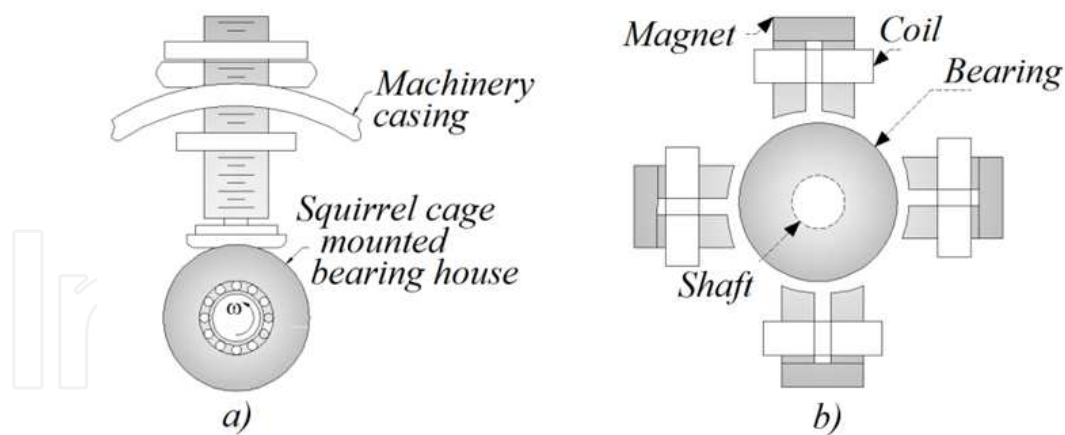 Machinery
casing
Squirrel cage
mounted
bearing house
ω
a)
Magnet
Coil
Bearing
Shaft
b)